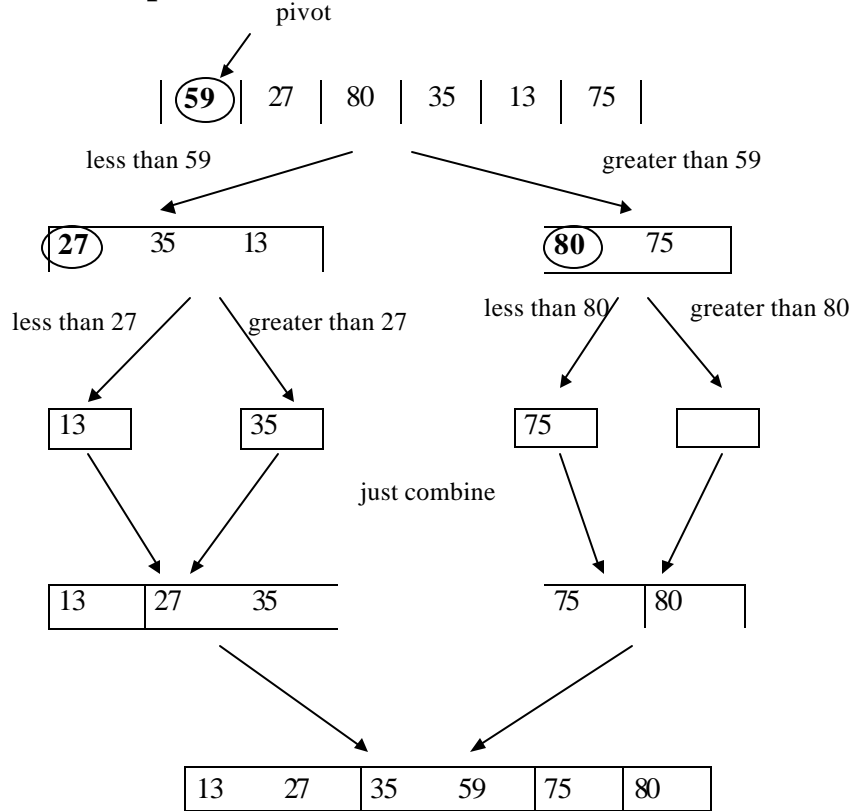 pivot
59 27 80 35 13 75
less than 59 greater than 59
27 35 13 80 75
less than 27 greater than 27 less than 80 greater than 80
13 35 75
just combine
13 27 35 75 80
13 27 35 59 75 80